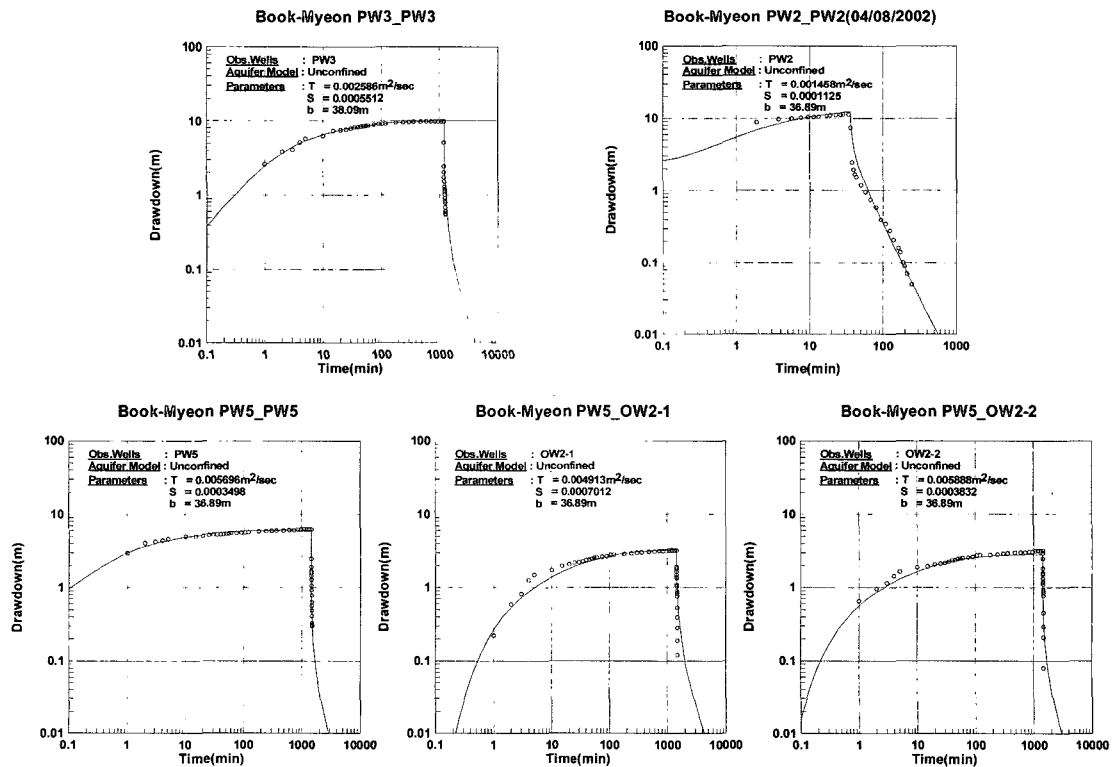 Book-Myeon PW3_PW3
Obs.Wells : PW3
Aquifer Model : Unconfined
Parameters : T = 0.002586m²/sec
S = 0.0005512
b = 38.09m
Drawdown(m)
100
10
1
0.1
0.01
0.1 1 10 100 1000 10000
Time(min)
Book-Myeon PW2_PW2(04/08/2002)
Obs.Wells : PW2
Aquifer Model : Unconfined
Parameters : T = 0.001458m²/sec
S = 0.0001125
b = 36.89m
Drawdown(m)
100
10
1
0.1
0.01
0.1 1 10 100 1000
Time(min)
Book-Myeon PW5_PW5
Obs.Wells : PW5
Aquifer Model : Unconfined
Parameters : T = 0.005696m²/sec
S = 0.0003498
b = 36.89m
Drawdown(m)
100
10
1
0.1
0.01
0.1 1 10 100 1000 10000
Time(min)
Book-Myeon PW5_OW2-1
Obs.Wells : OW2-1
Aquifer Model : Unconfined
Parameters : T = 0.004913m²/sec
S = 0.0007012
b = 36.89m
Drawdown(m)
100
10
1
0.1
0.01
0.1 1 10 100 1000 10000
Time(min)
Book-Myeon PW5_OW2-2
Obs.Wells : OW2-2
Aquifer Model : Unconfined
Parameters : T = 0.005888m²/sec
S = 0.0003832
b = 36.89m
Drawdown(m)
100
10
1
0.1
0.01
0.1 1 10 100 1000 10000
Time(min)